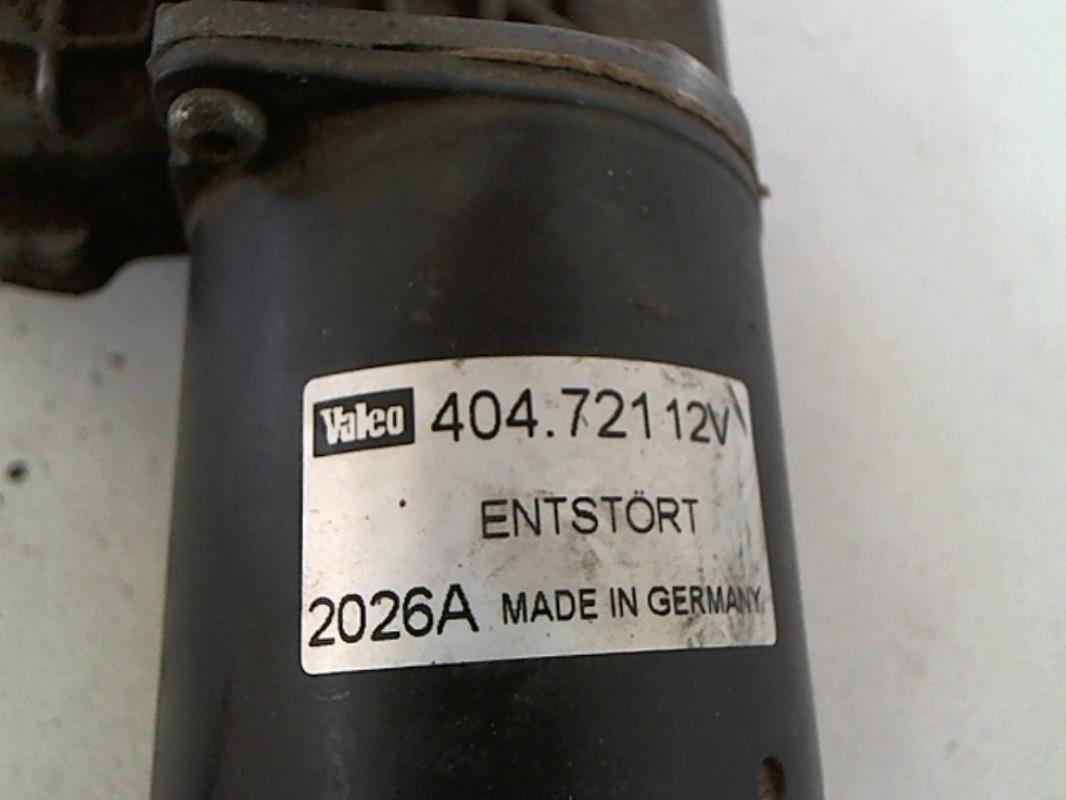 Valeo 404.721 12V
ENTSTÖRT
2026A MADE IN GERMANY